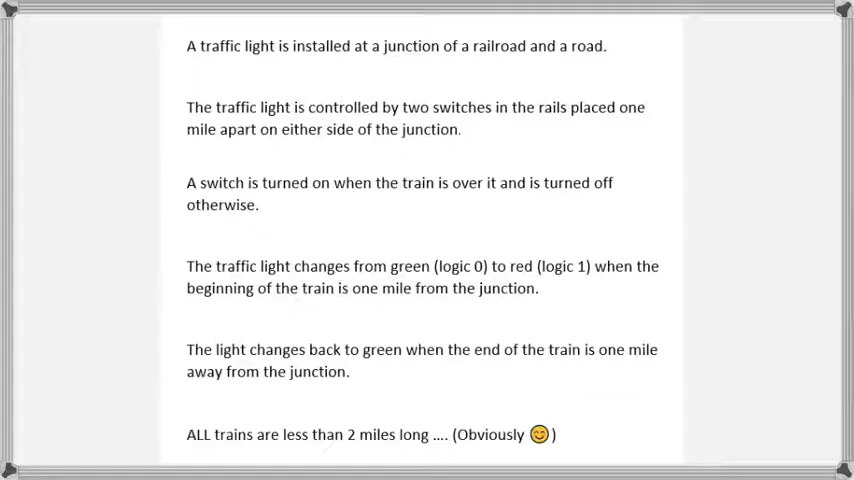 A traffic light is installed at a junction of a railroad and a road.
The traffic light is controlled by two switches in the rails placed one
mile apart on either side of the junction.
A switch is turned on when the train is over it and is turned off
otherwise.
The traffic light changes from green (logic 0) to red (logic 1) when the
beginning of the train is one mile from the junction.
The light changes back to green when the end of the train is one mile
away from the junction.
ALL trains are less than 2 miles long .... (Obviously 😊)